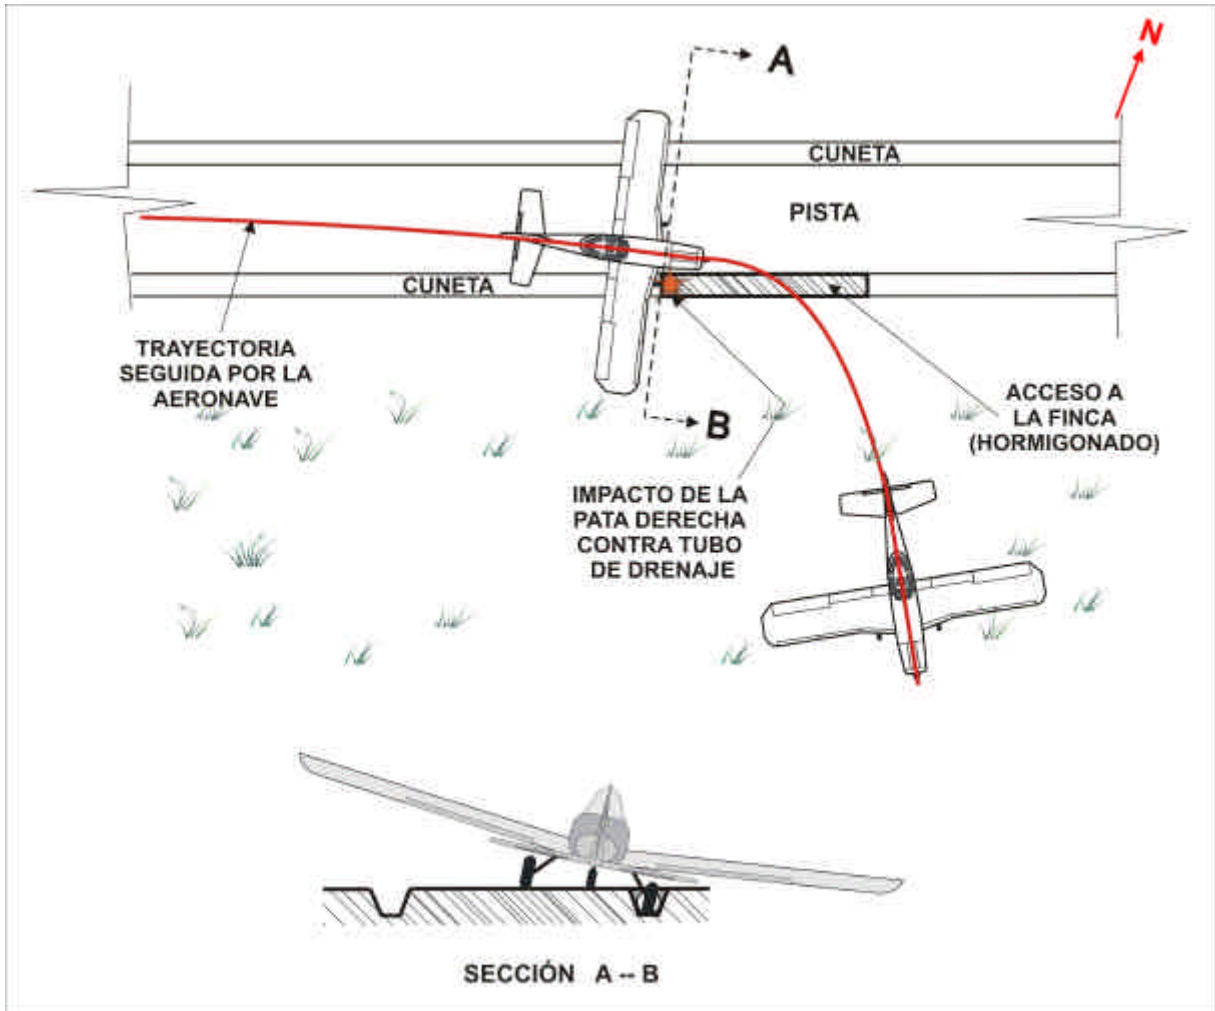 N
A
CUNETA
PISTA
CUNETA
TRAYECTORIA
SEGUIDA POR LA
AERONAVE
B
ACCESO A
LA FINCA
(HORMIGONADO)
IMPACTO DE LA
PATA DERECHA
CONTRA TUBO
DE DRENAJE
SECCIÓN A -- B